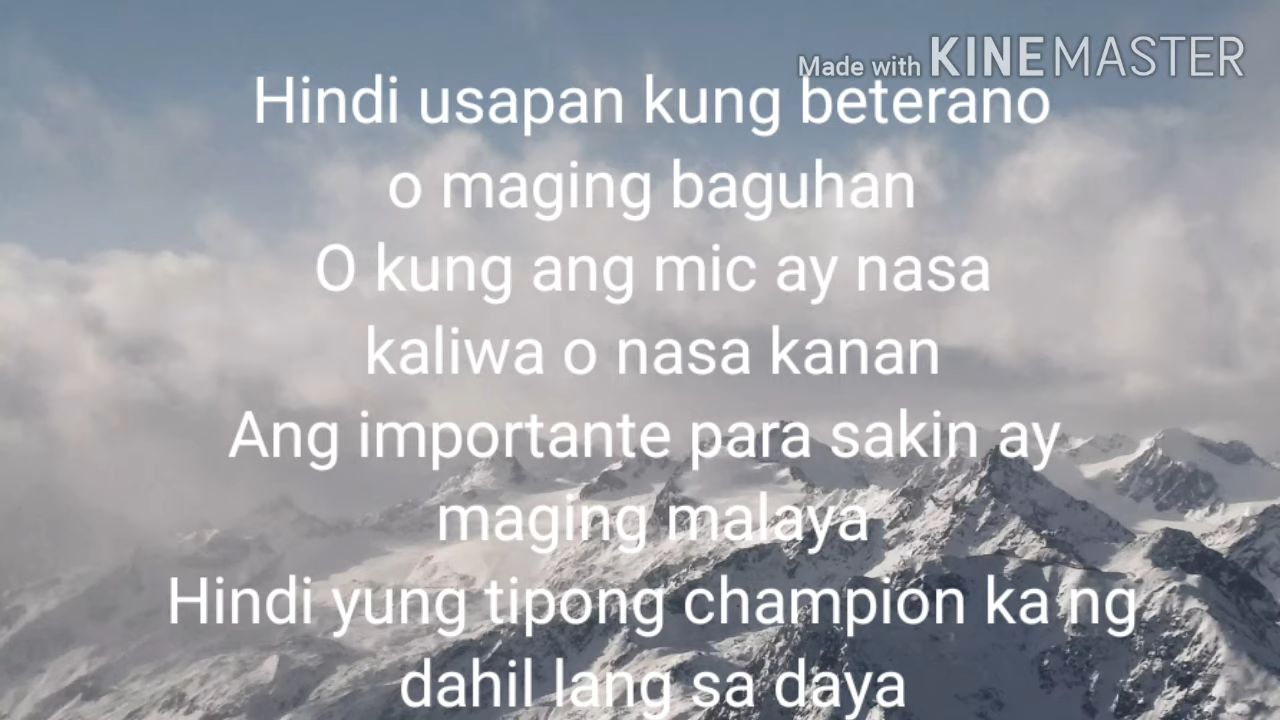 Made with KINEMASTER
Hindi usapan kung beterano
o maging baguhan
O kung ang mic ay nasa
kaliwa o nasa kanan
Ang importante para sakin ay
maging malaya
Hindi yung tipong champion ka ng
dahil lang sa daya